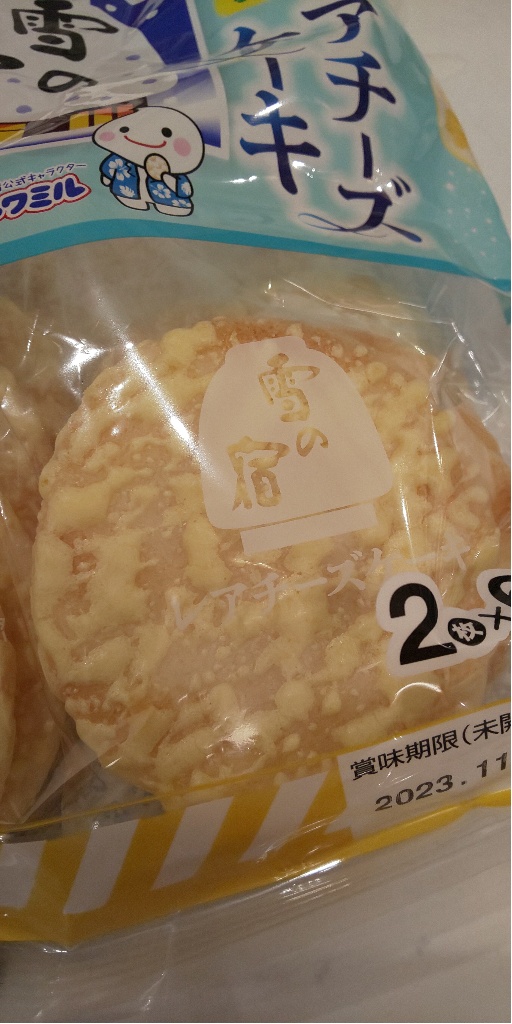 雪の
アチーズ
ケーキ
公式キャラクター
ワミル
雪の
宿
レアチーズケーキ
2枚×
賞味期限(未開
2023.11